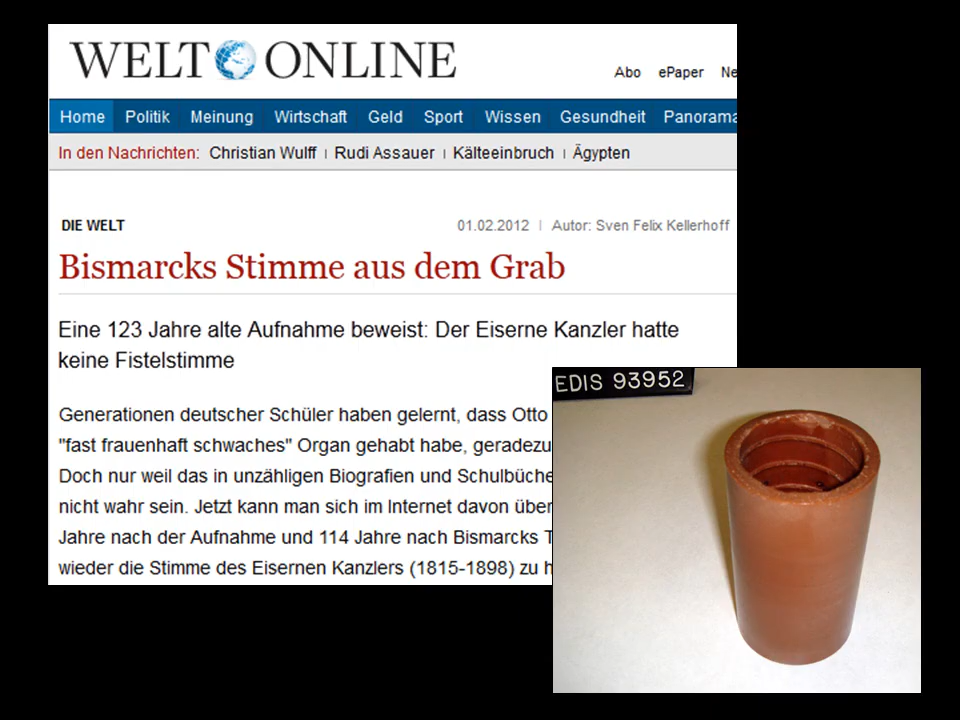 WELT ONLINE
Abo ePaper
Home Politik Meinung Wirtschaft Geld Sport Wissen Gesundheit Panorama
In den Nachrichten: Christian Wulff | Rudi Assauer | Kälteeinbruch | Ägypten
DIE WELT 01.02.2012 | Autor: Sven Felix Kellerhoff
Bismarcks Stimme aus dem Grab
Eine 123 Jahre alte Aufnahme beweist: Der Eiserne Kanzler hatte
keine Fistelstimme
Generationen deutscher Schüler haben gelernt, dass Otto
"fast frauenhaft schwaches" Organ gehabt habe, geradezu
Doch nur weil das in unzähligen Biografien und
nicht wahr sein. Jetzt kann man sich im Internet davon
Jahre nach der Aufnahme und 114 Jahre nach Bismarcks
wieder die Stimme des Eisernen Kanzlers (1815-1898) zu
EDIS 93952